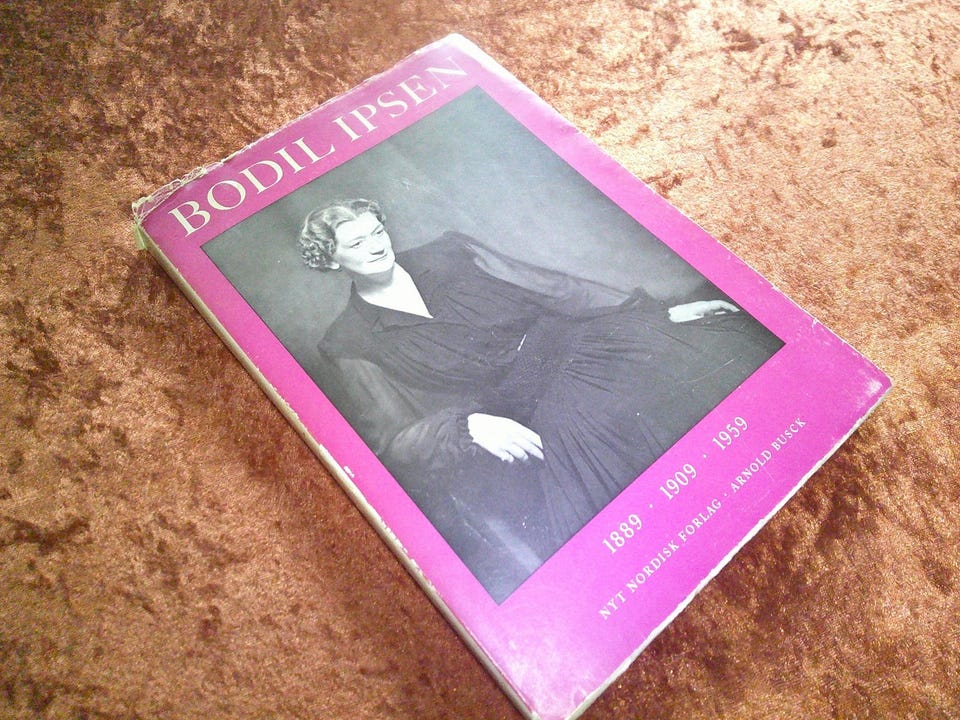 BODIL IPSEN
1889 · 1909 · 1959
NYT NORDISK FORLAG · ARNOLD BUSCK